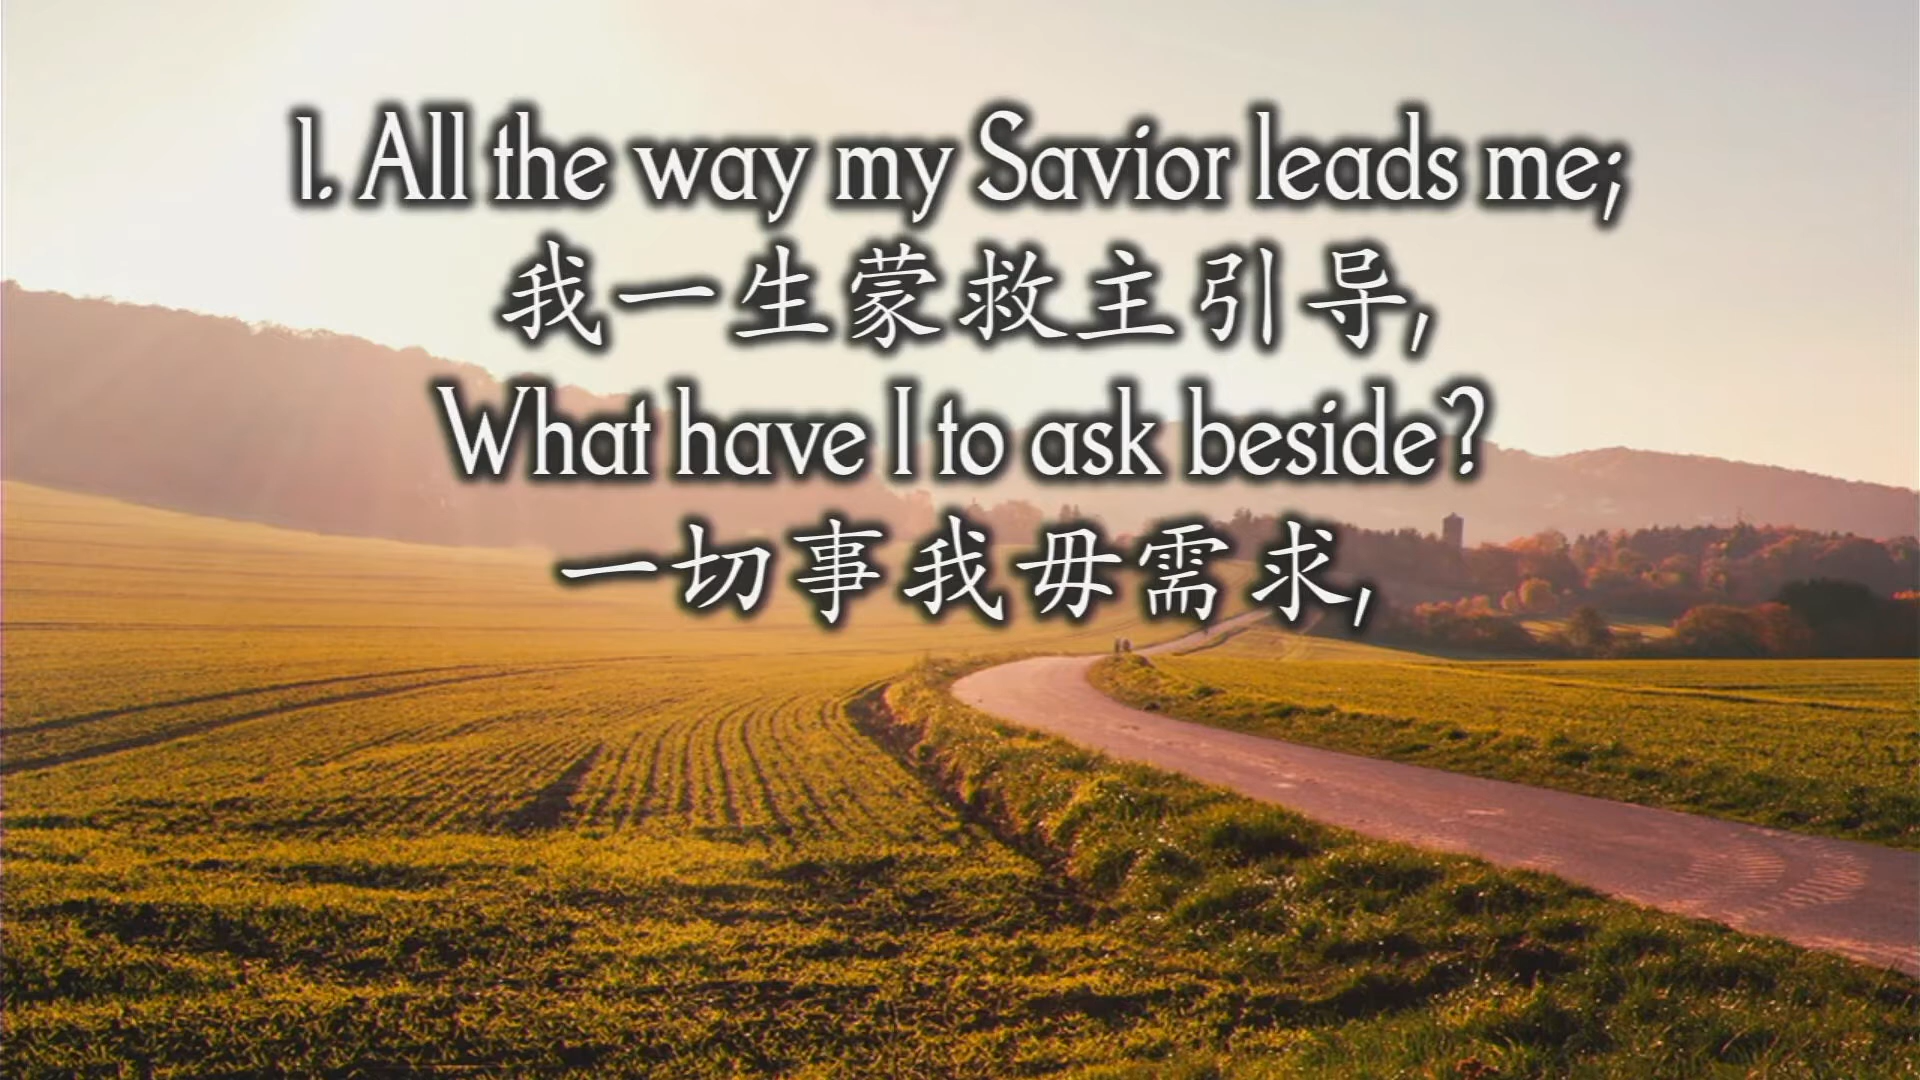 1. All the way my Savior leads me;
我一生蒙救主引导,
What have I to ask beside?
一切事我毋需求,